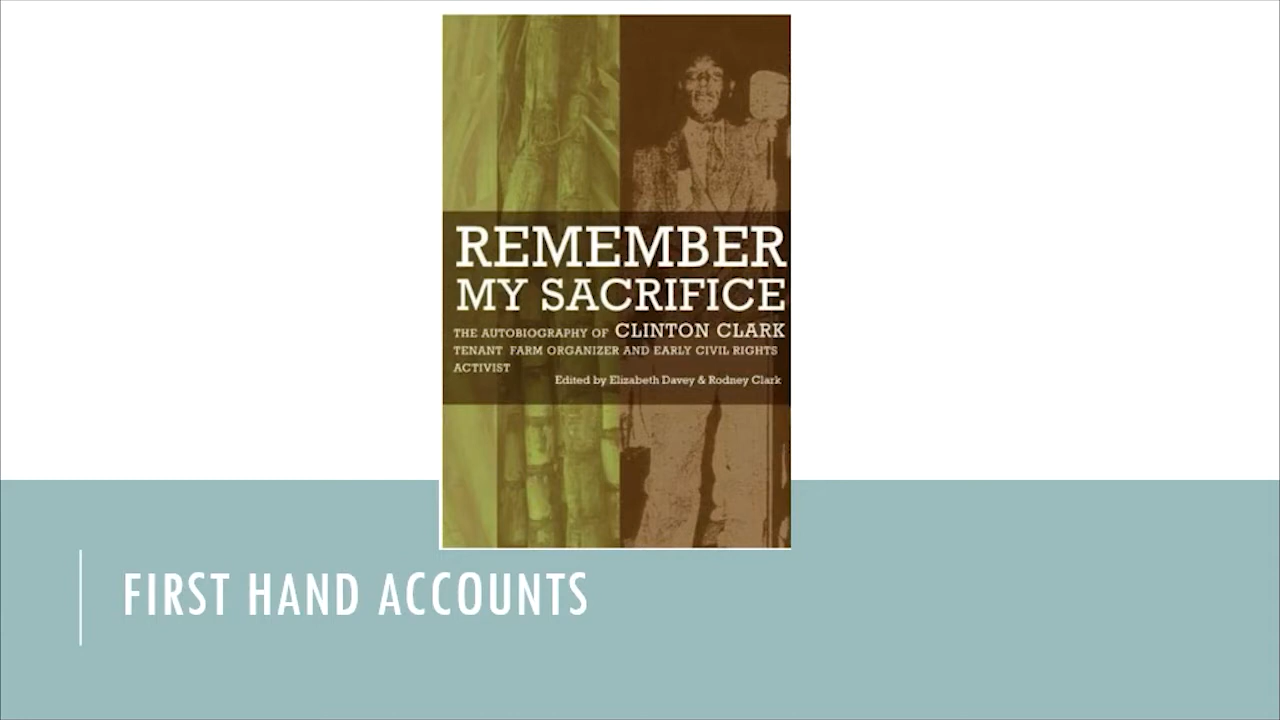 REMEMBER
MY SACRIFICE
THE AUTOBIOGRAPHY OF CLINTON CLARK
TENANT FARM ORGANIZER AND EARLY CIVIL RIGHTS
ACTIVIST
Edited by Elizabeth Davey & Rodney Clark
FIRST HAND ACCOUNTS